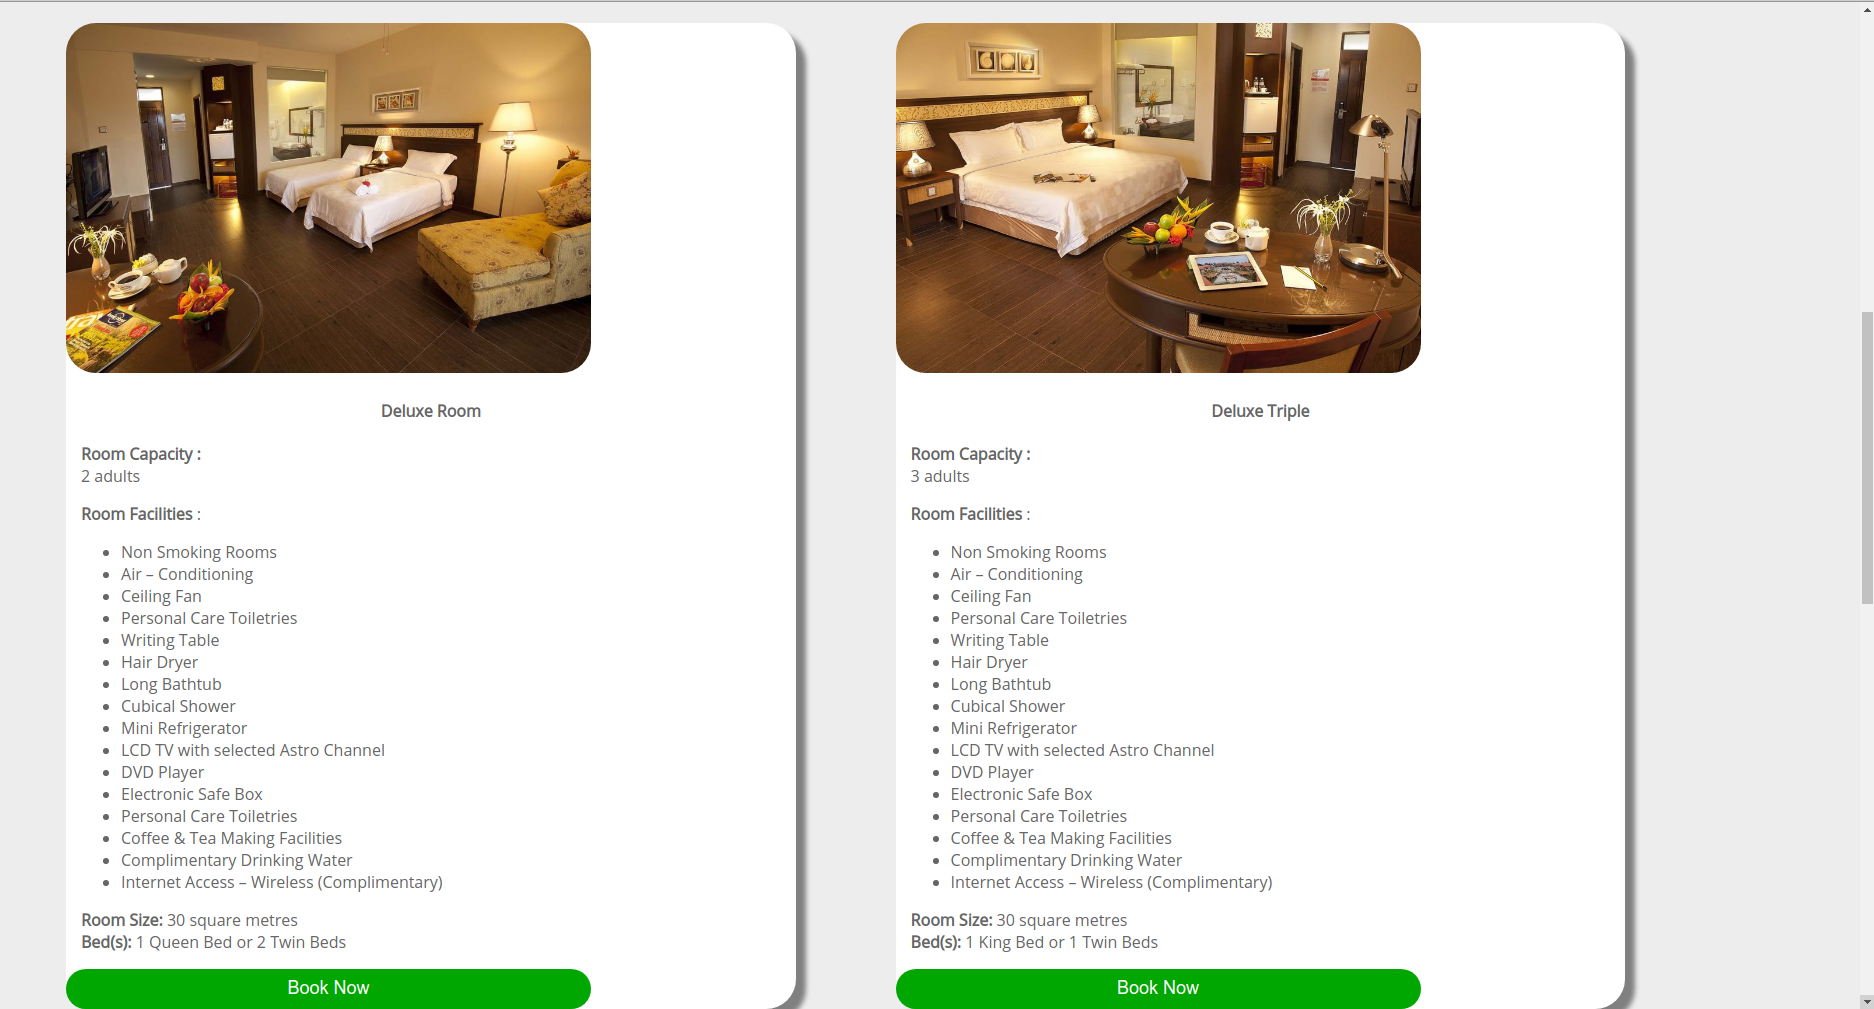 Deluxe Room
Room Capacity :
2 adults
Room Facilities :
Non Smoking Rooms
Air – Conditioning
Ceiling Fan
Personal Care Toiletries
Writing Table
Hair Dryer
Long Bathtub
Cubical Shower
Mini Refrigerator
LCD TV with selected Astro Channel
DVD Player
Electronic Safe Box
Personal Care Toiletries
Coffee & Tea Making Facilities
Complimentary Drinking Water
Internet Access – Wireless (Complimentary)
Room Size: 30 square metres
Bed(s): 1 Queen Bed or 2 Twin Beds
Book Now
Deluxe Triple
Room Capacity :
3 adults
Room Facilities :
Non Smoking Rooms
Air – Conditioning
Ceiling Fan
Personal Care Toiletries
Writing Table
Hair Dryer
Long Bathtub
Cubical Shower
Mini Refrigerator
LCD TV with selected Astro Channel
DVD Player
Electronic Safe Box
Personal Care Toiletries
Coffee & Tea Making Facilities
Complimentary Drinking Water
Internet Access – Wireless (Complimentary)
Room Size: 30 square metres
Bed(s): 1 King Bed or 1 Twin Beds
Book Now